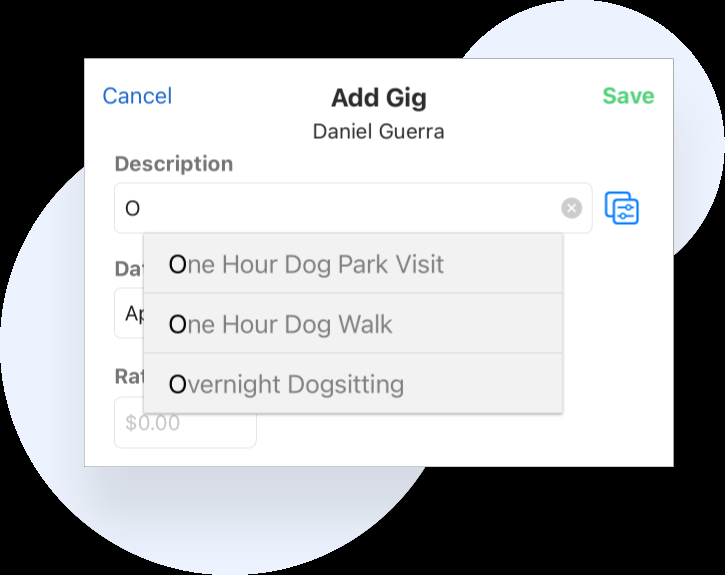 Cancel
Add Gig
Save
Daniel Guerra
Description
O
One Hour Dog Park Visit
One Hour Dog Walk
Overnight Dogsitting
$0.00